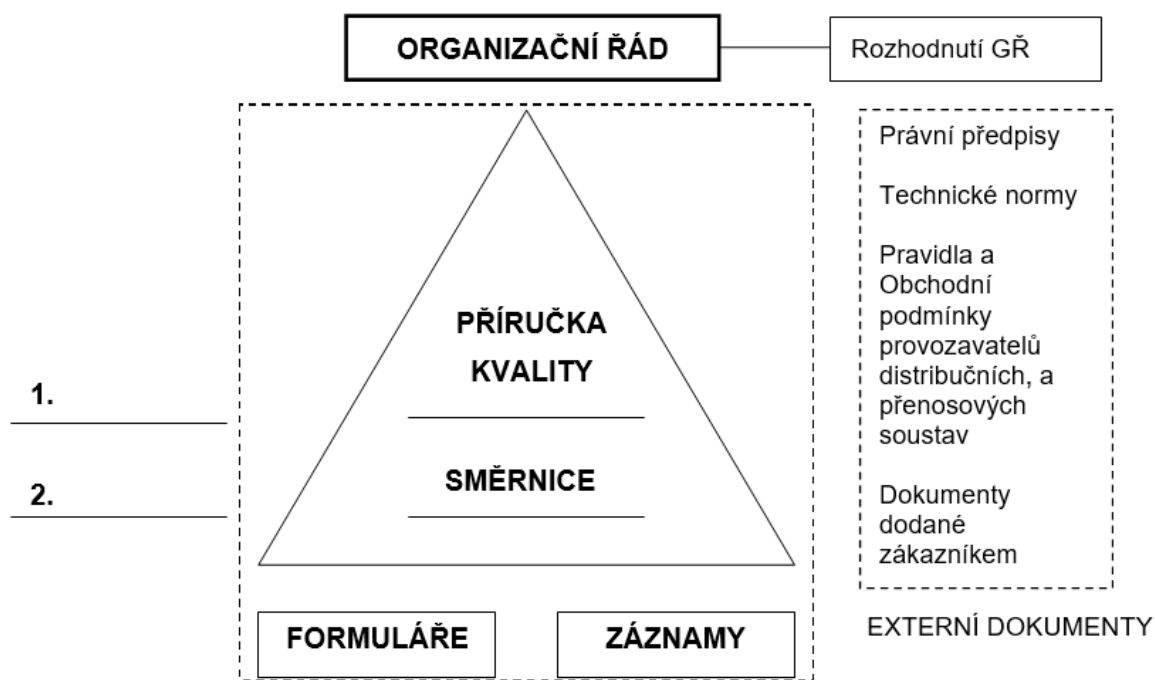 ORGANIZAČNÍ ŘÁD
Rozhodnutí GŘ
PŘÍRUČKA
KVALITY
1.
SMĚRNICE
2.
FORMULÁŘE
ZÁZNAMY
Právní předpisy
Technické normy
Pravidla a
Obchodní
podmínky
provozavatelů
distribučních, a
přenosových
soustav
Dokumenty
dodané
zákazníkem
EXTERNÍ DOKUMENTY